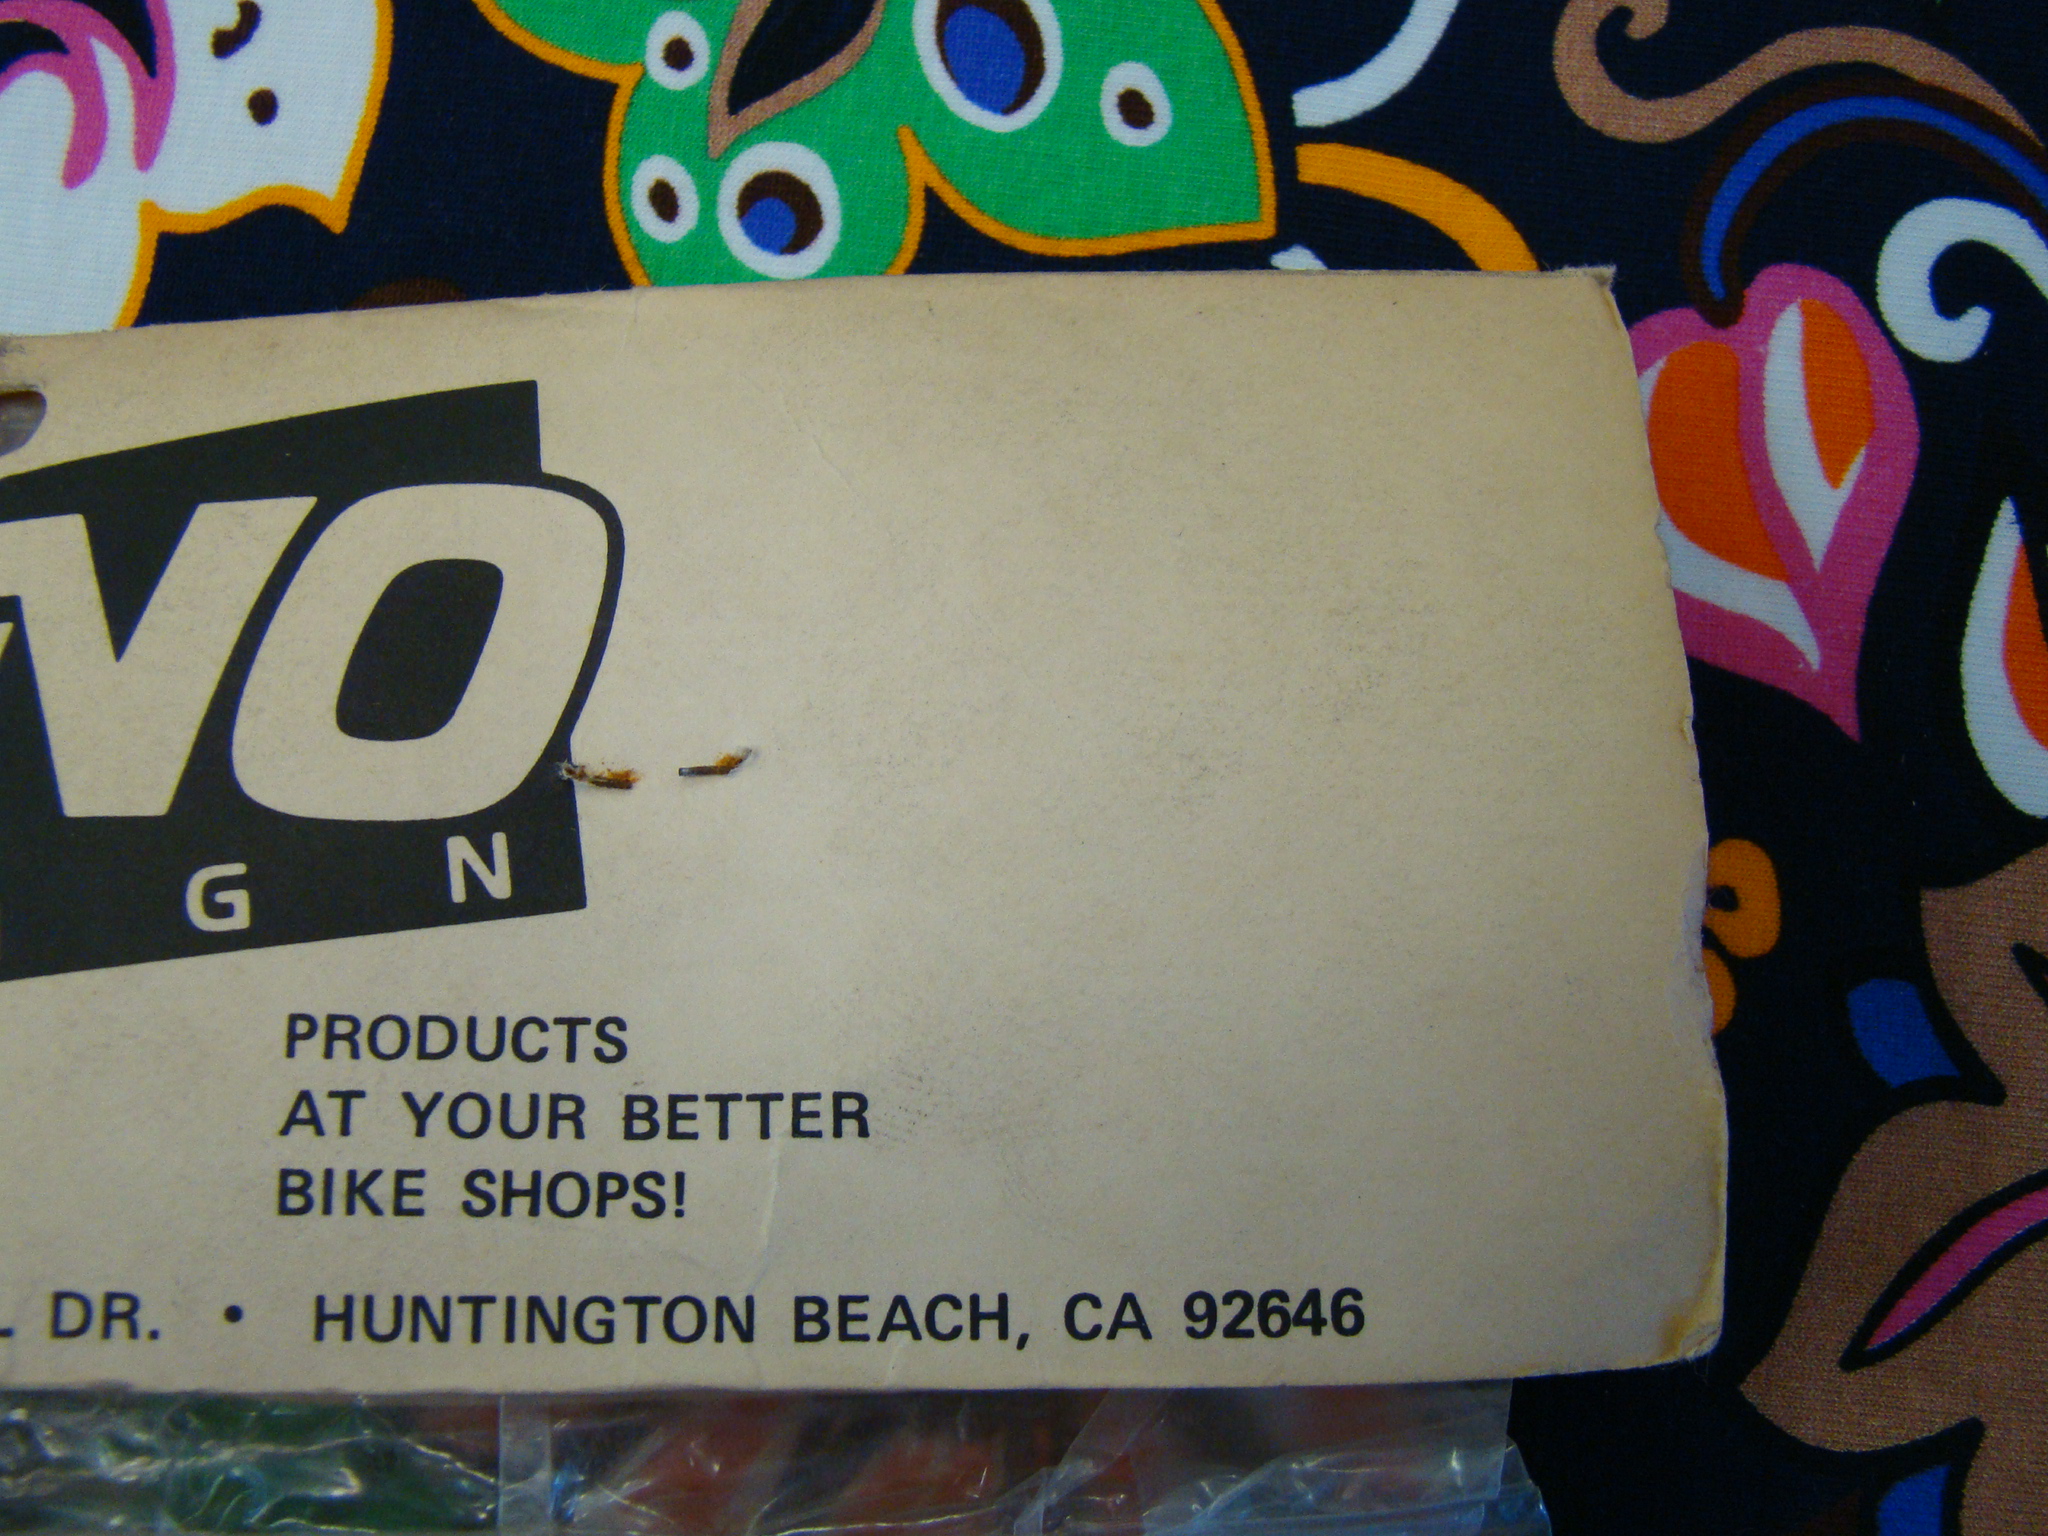 VO
G N
PRODUCTS
AT YOUR BETTER
BIKE SHOPS!
DR. • HUNTINGTON BEACH, CA 92646